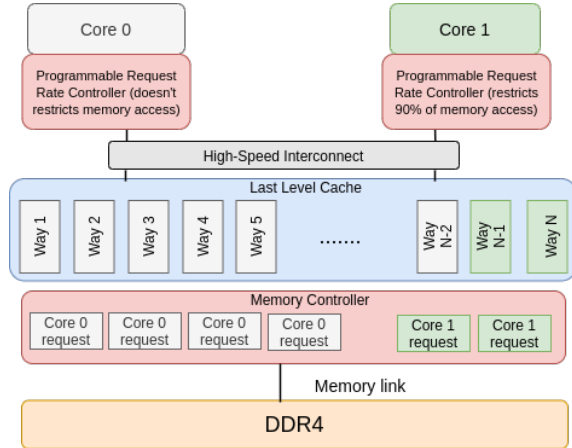 Core 0
Core 1
Programmable Request
Rate Controller (doesn't
restricts memory access)
Programmable Request
Rate Controller (restricts
90% of memory access)
High-Speed Interconnect
Last Level Cache
Way 1
Way 2
Way 3
Way 4
Way 5
.......
Way
N-2
Way
N-1
Way N
Memory Controller
Core 0
request
Core 0
request
Core 0
request
Core 0
request
Core 1
request
Core 1
request
Memory link
DDR4